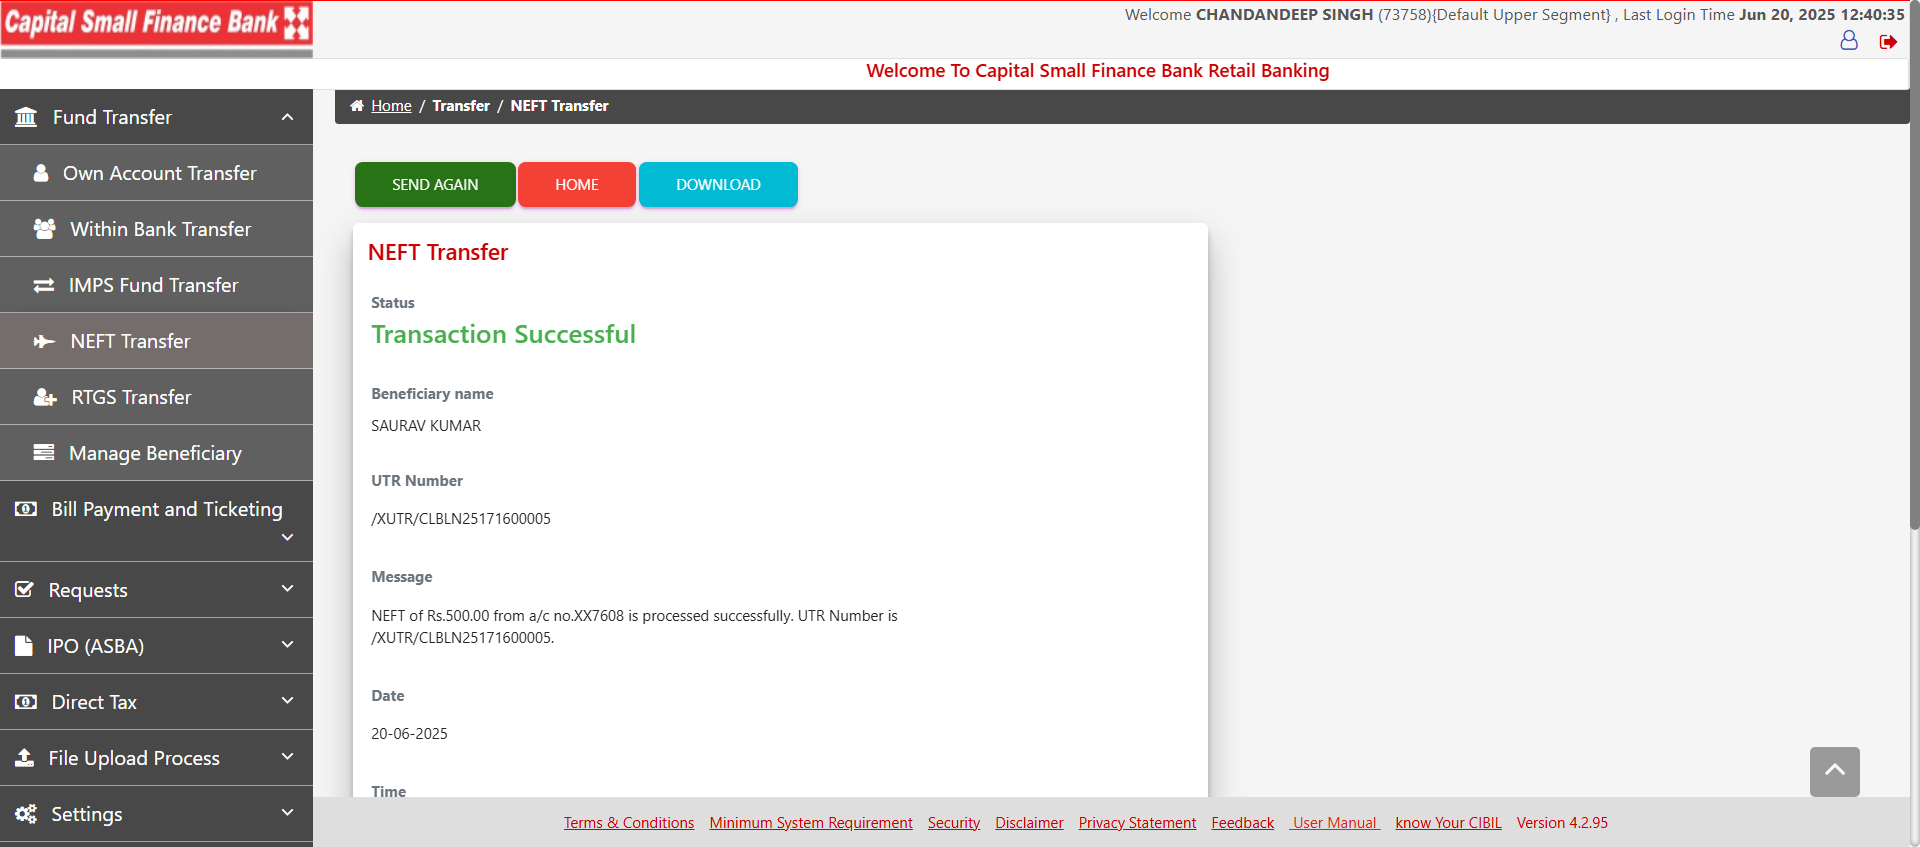 Capital Small Finance Bank
Welcome CHANDANDEEP SINGH (73758){Default Upper Segment} , Last Login Time Jun 20, 2025 12:40:35
Welcome To Capital Small Finance Bank Retail Banking
Fund Transfer
Own Account Transfer
Within Bank Transfer
IMPS Fund Transfer
NEFT Transfer
RTGS Transfer
Manage Beneficiary
Bill Payment and Ticketing
Requests
IPO (ASBA)
Direct Tax
File Upload Process
Settings
Home / Transfer / NEFT Transfer
SEND AGAIN
HOME
DOWNLOAD
NEFT Transfer
Status
Transaction Successful
Beneficiary name
SAURAV KUMAR
UTR Number
/XUTR/CLBLN25171600005
Message
NEFT of Rs.500.00 from a/c no.XX7608 is processed successfully. UTR Number is
/XUTR/CLBLN25171600005.
Date
20-06-2025
Time
Terms & Conditions Minimum System Requirement Security Disclaimer Privacy Statement Feedback User Manual know Your CIBIL Version 4.2.95